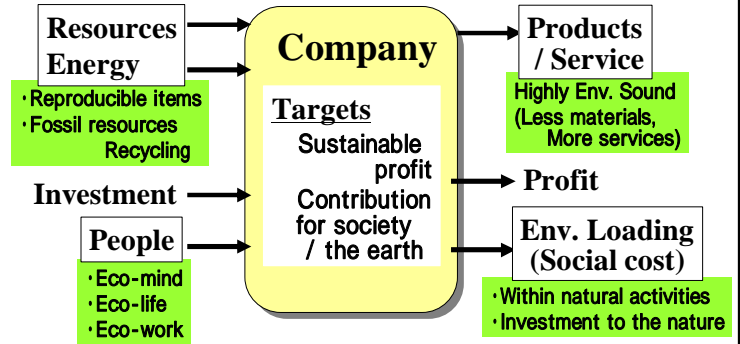 Resources
Energy
・Reproducible items
・Fossil resources
Recycling
Investment
People
・Eco-mind
・Eco-life
・Eco-work
Company
Targets
Sustainable
profit
Contribution
for society
/ the earth
Products
/ Service
Highly Env. Sound
(Less materials,
More services)
Profit
Env. Loading
(Social cost)
・Within natural activities
・Investment to the nature